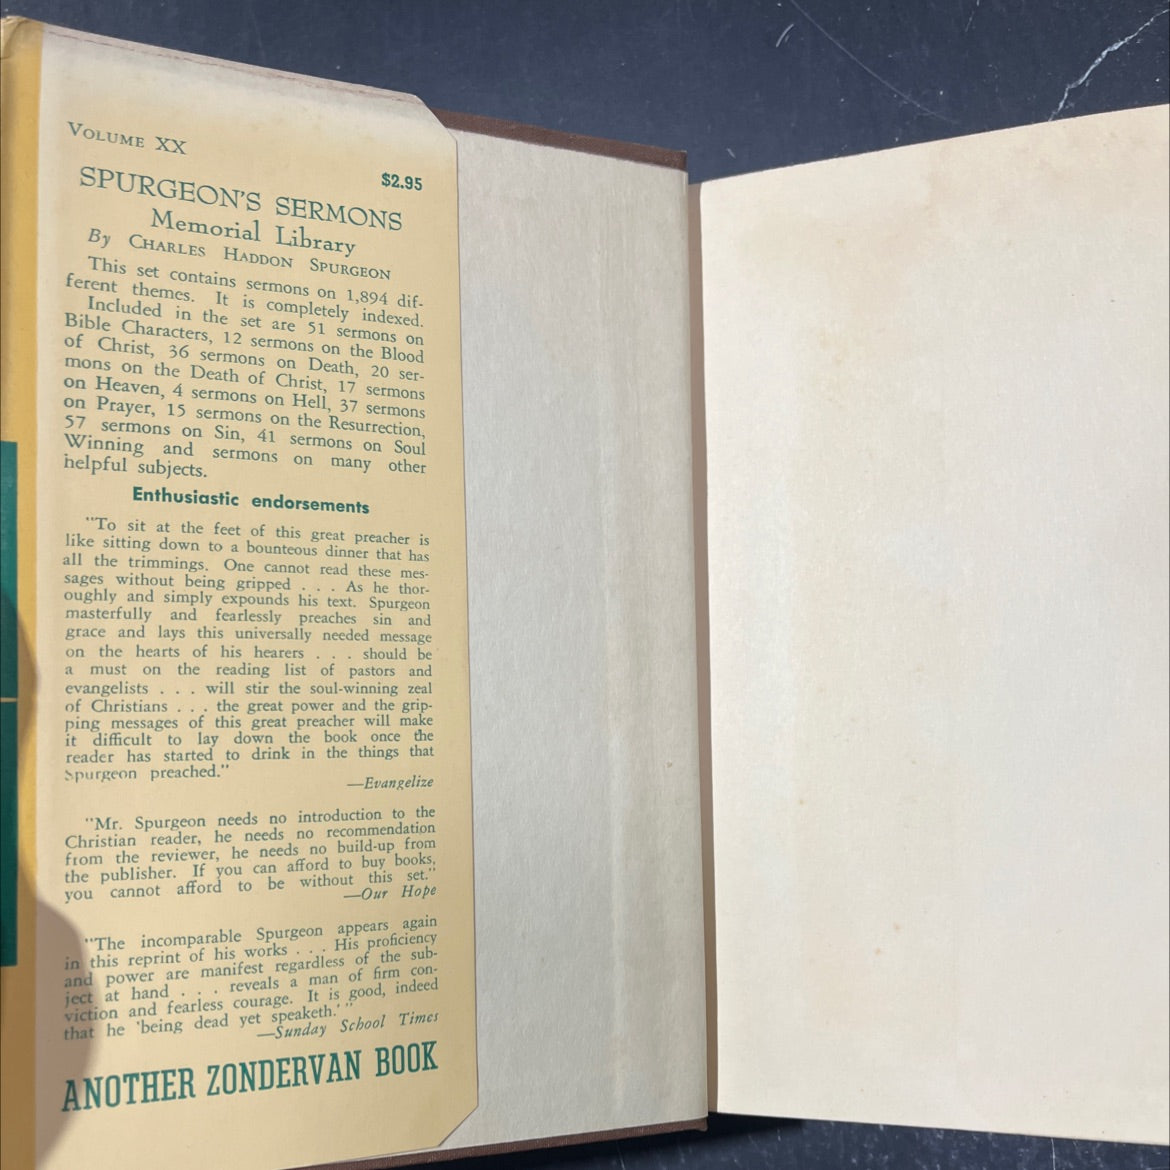 VOLUME XX
$2.95
SPURGEON'S SERMONS
Memorial Library
By CHARLES HADDON SPURGEON
This set contains sermons on 1,894 dif-
ferent themes. It is completely indexed.
Included in the set are 51 sermons on
Bible Characters, 12 sermons on the Blood
of Christ, 36 sermons on Death, 20 ser-
mons on the Death of Christ, 17 sermons
on Heaven, 4 sermons on Hell, 37 sermons
on Prayer, 15 sermons on the Resurrection,
57 sermons on Sin, 41 sermons on Soul
Winning and sermons on many other
helpful subjects.
Enthusiastic endorsements
"To sit at the feet of this great preacher is
like sitting down to a bounteous dinner that has
all the trimmings. One cannot read these mes-
sages without being gripped . . . As he thor-
oughly and simply expounds his text. Spurgeon
masterfully and fearlessly preaches sin and
grace and lays this universally needed message
on the hearts of his hearers . . . should be
a must on the reading list of pastors and
evangelists . . . will stir the soul-winning zeal
of Christians . . . the great power and the grip-
ping messages of this great preacher will make
it difficult to lay down the book once the
reader has started to drink in the things that
Spurgeon preached."
—Evangelize
"Mr. Spurgeon needs no introduction to the
Christian reader, he needs no recommendation
from the reviewer, he needs no build-up from
the publisher. If you can afford to buy books,
you cannot afford to be without this set."
—Our Hope
"The incomparable Spurgeon appears again
in this reprint of his works . . . His proficiency
and power are manifest regardless of the sub-
ject at hand . . . reveals a man of firm con-
viction and fearless courage. It is good, indeed
that he 'being dead yet speaketh.' "
—Sunday School Times
ANOTHER ZONDERVAN BOOK